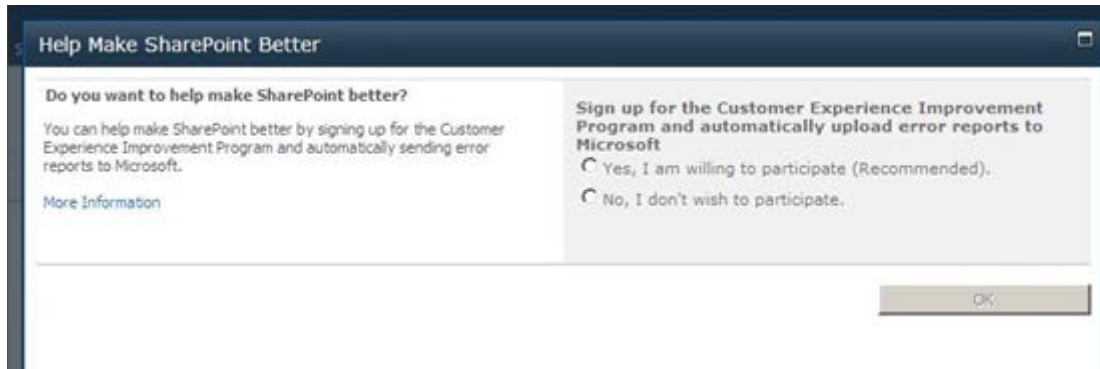 Help Make SharePoint Better
Do you want to help make SharePoint better?
You can help make SharePoint better by signing up for the Customer
Experience Improvement Program and automatically sending error
reports to Microsoft.
More Information
Sign up for the Customer Experience Improvement
Program and automatically upload error reports to
Microsoft
Yes, I am willing to participate (Recommended).
No, I don't wish to participate.
OK